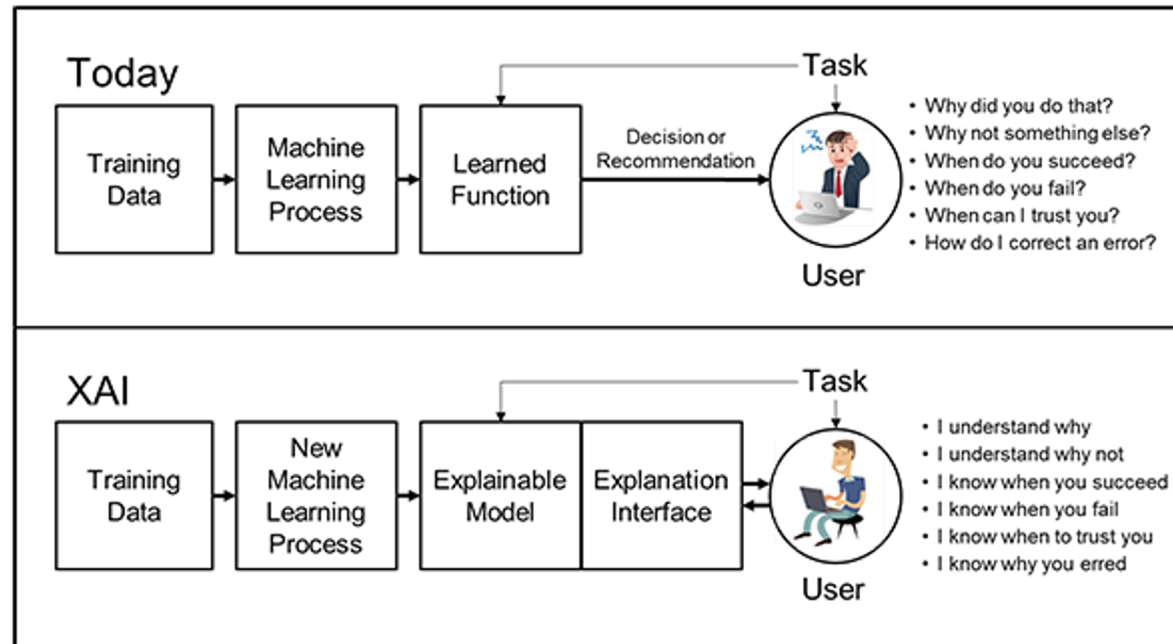 Today
Task
Training
Data
Machine
Learning
Process
Learned
Function
Decision or
Recommendation
User
• Why did you do that?
• Why not something else?
• When do you succeed?
• When do you fail?
• When can I trust you?
• How do I correct an error?
XAI
Task
Training
Data
New
Machine
Learning
Process
Explainable
Model
Explanation
Interface
User
• I understand why
• I understand why not
• I know when you succeed
• I know when you fail
• I know when to trust you
• I know why you erred